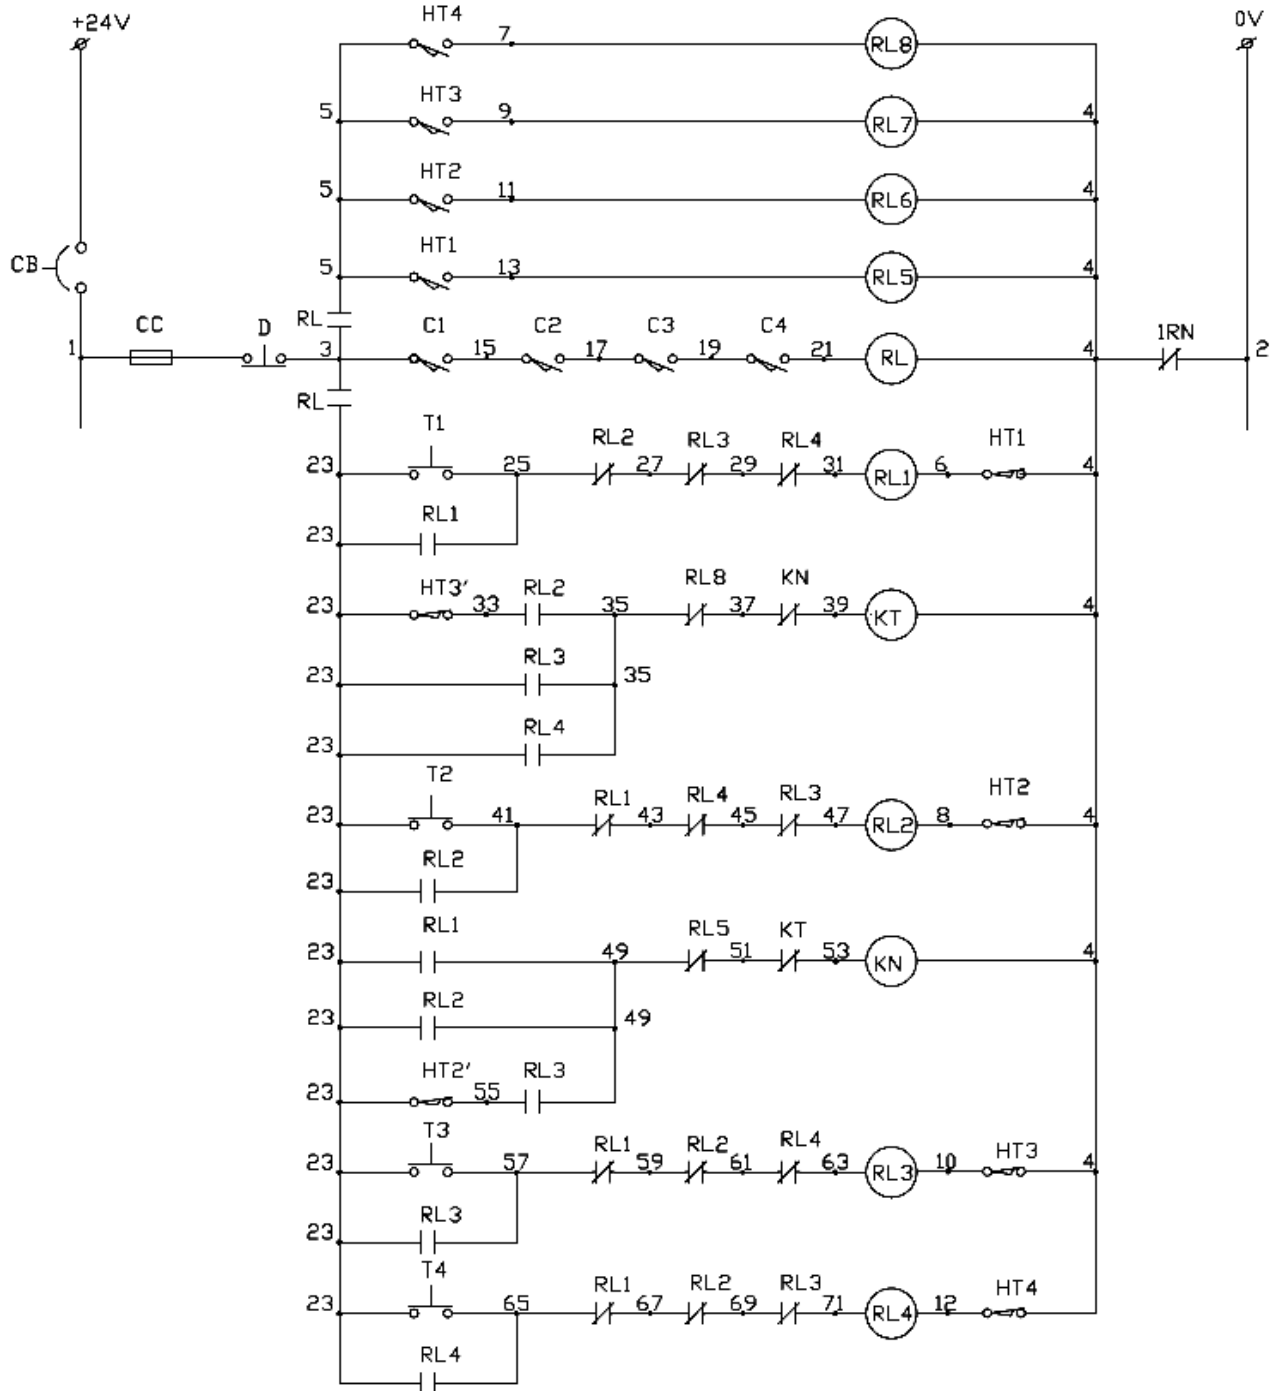 +24V HT4 7 RL8 0V
5 HT3 9 RL7 4
5 HT2 11 RL6 4
CB 5 HT1 13 RL5 4
RL
1 CC D 3 C1 15 C2 17 C3 19 C4 21 RL 4 1RN 2
RL
T1
23 25 RL2 27 RL3 29 RL4 31 RL1 6 HT1 4
23 RL1
23 HT3' 33 RL2 35 RL8 37 KN 39 KT 4
23 RL3 35
23 RL4
T2
23 41 RL1 43 RL4 45 RL3 47 RL2 8 HT2 4
23 RL2
23 RL1 49 RL5 51 KT 53 KN 4
23 RL2 49
23 HT2' 55 RL3
T3
23 57 RL1 59 RL2 61 RL4 63 RL3 10 HT3 4
23 RL3
T4
23 65 RL1 67 RL2 69 RL3 71 RL4 12 HT4
RL4